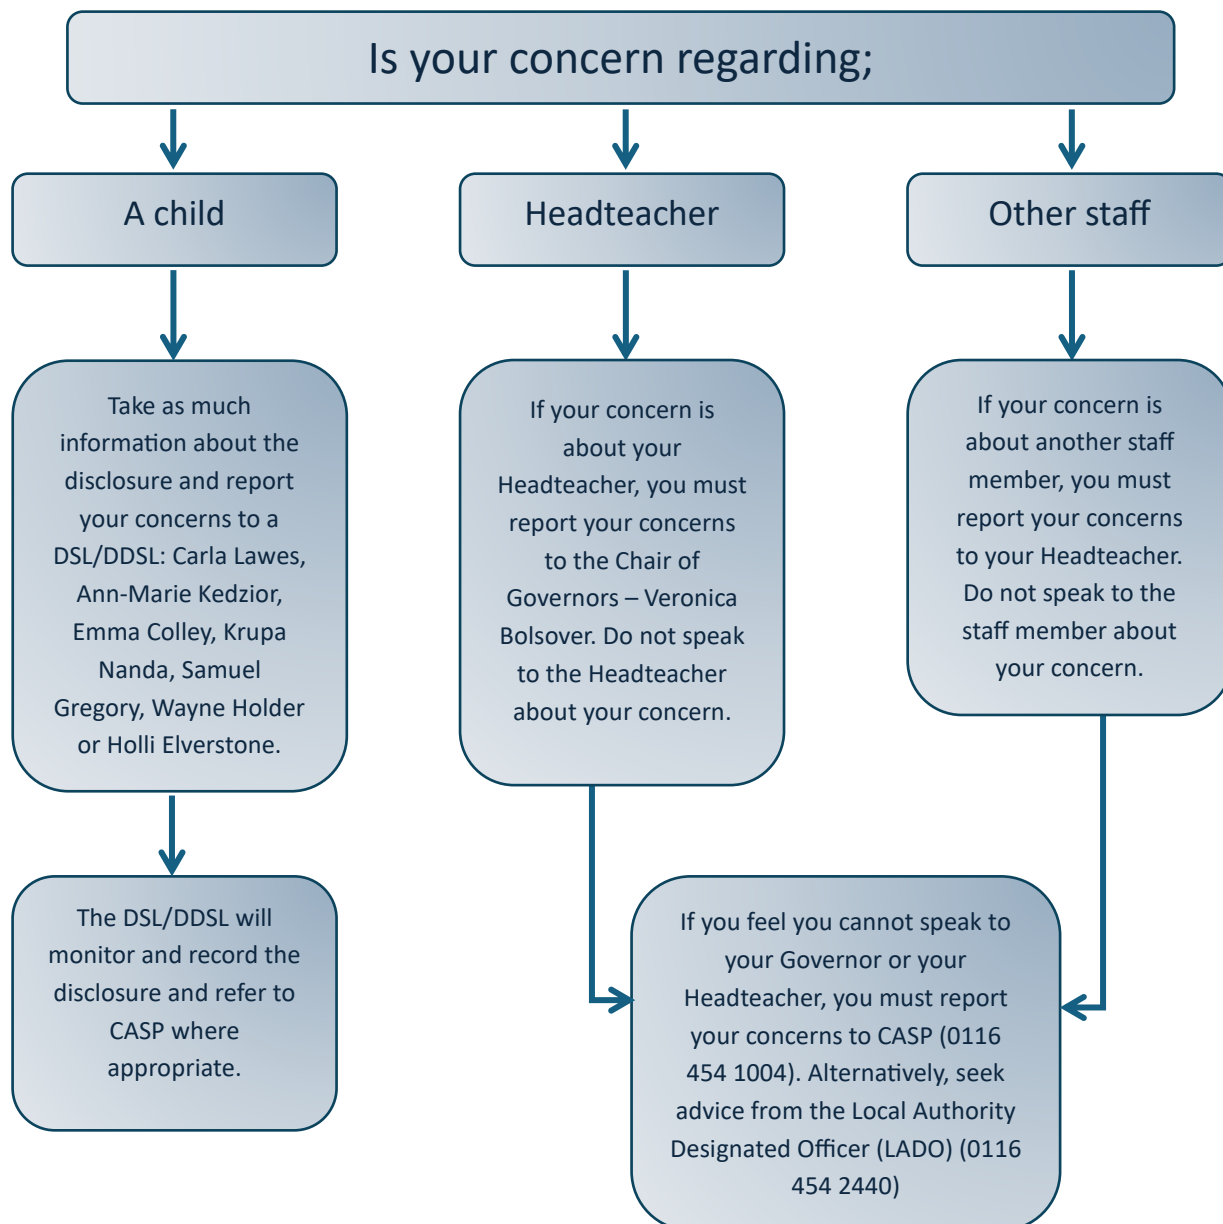 Is your concern regarding;
A child
Headteacher
Other staff
Take as much
information about the
disclosure and report
your concerns to a
DSL/DDSL: Carla Lawes,
Ann-Marie Kedzior,
Emma Colley, Krupa
Nanda, Samuel
Gregory, Wayne Holder
or Holli Elverstone.
If your concern is
about your
Headteacher, you must
report your concerns
to the Chair of
Governors – Veronica
Bolsover. Do not speak
to the Headteacher
about your concern.
If your concern is
about another staff
member, you must
report your concerns
to your Headteacher.
Do not speak to the
staff member about
your concern.
The DSL/DDSL will
monitor and record the
disclosure and refer to
CASP where
appropriate.
If you feel you cannot speak to
your Governor or your
Headteacher, you must report
your concerns to CASP (0116
454 1004). Alternatively, seek
advice from the Local Authority
Designated Officer (LADO) (0116
454 2440)